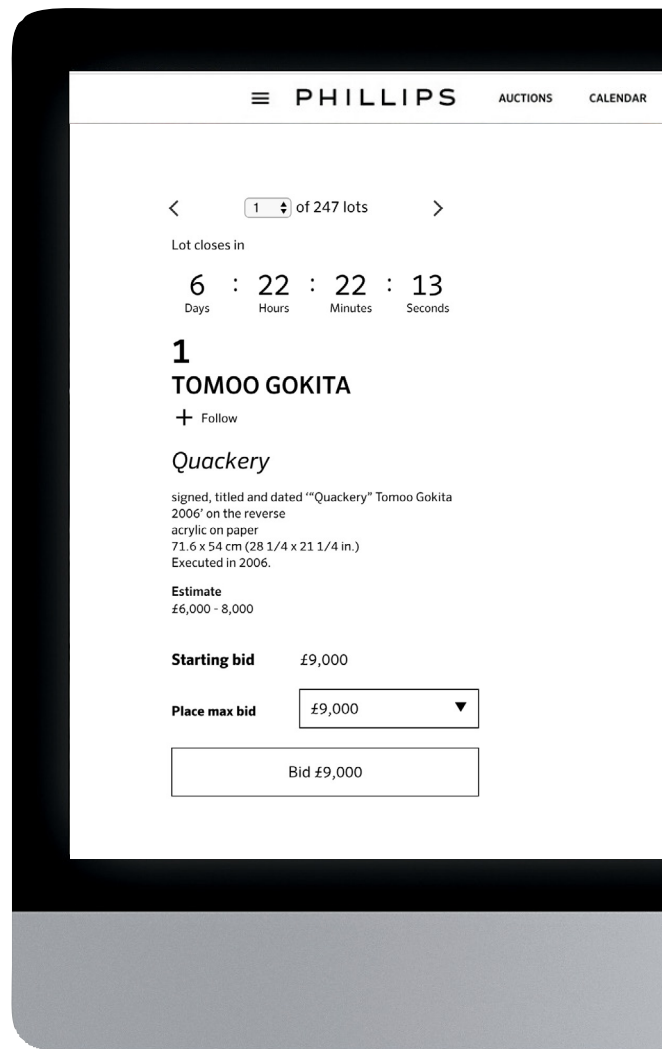 PHILLIPS AUCTIONS CALENDAR
1 of 247 lots
Lot closes in
6 : 22 : 22 : 13
Days Hours Minutes Seconds
1
TOMOO GOKITA
+ Follow
Quackery
signed, titled and dated ‘“Quackery” Tomoo Gokita
2006’ on the reverse
acrylic on paper
71.6 x 54 cm (28 1/4 x 21 1/4 in.)
Executed in 2006.
Estimate
£6,000 - 8,000
Starting bid £9,000
Place max bid £9,000
Bid £9,000